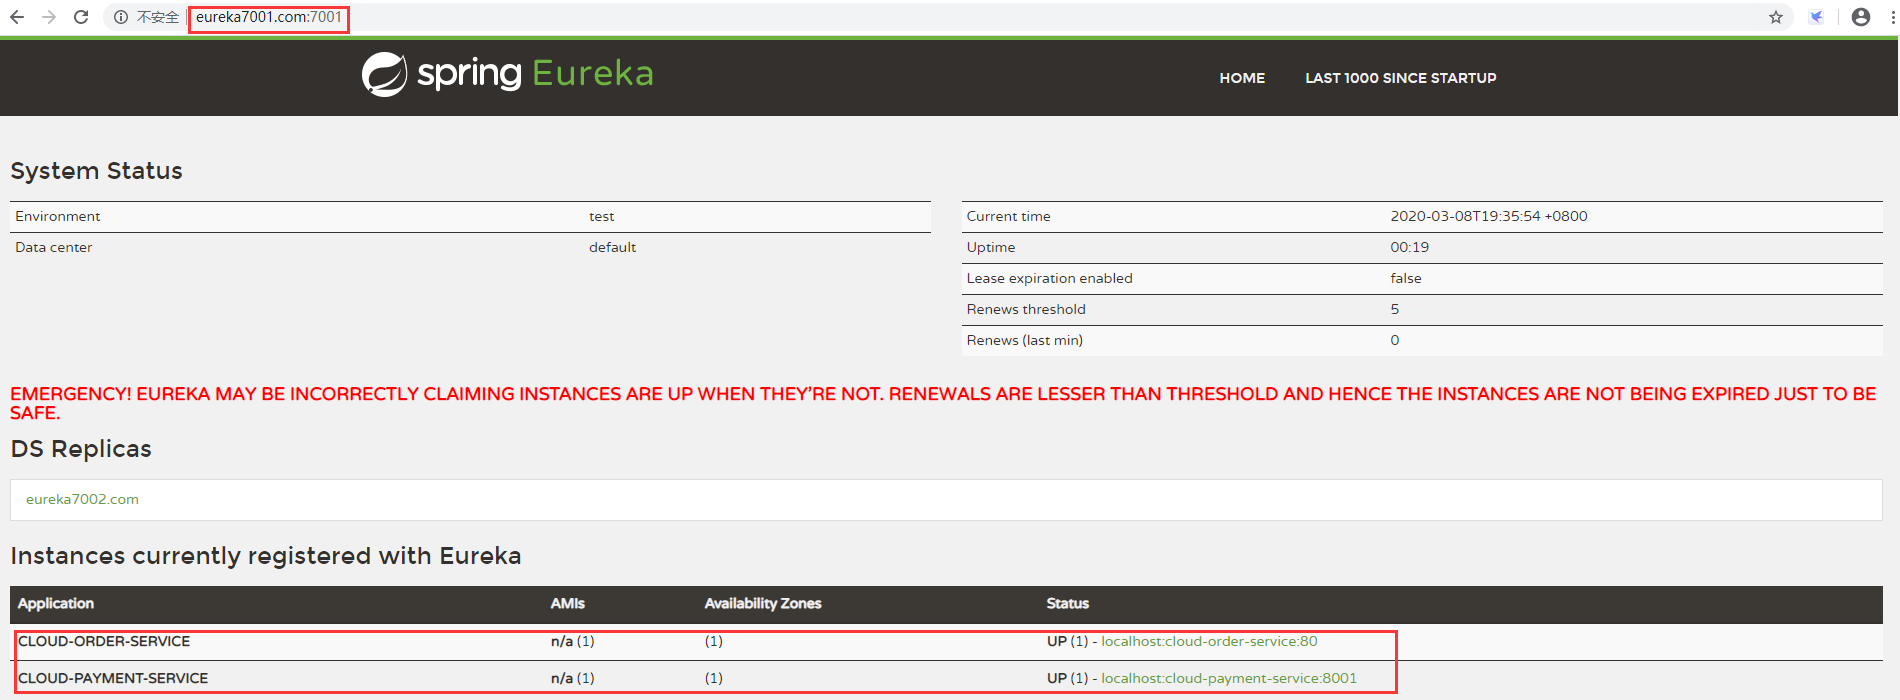 不安全 eureka7001.com:7001
spring Eureka
HOME LAST 1000 SINCE STARTUP
System Status
Environment test
Data center default
Current time 2020-03-08T19:35:54 +0800
Uptime 00:19
Lease expiration enabled false
Renews threshold 5
Renews (last min) 0
EMERGENCY! EUREKA MAY BE INCORRECTLY CLAIMING INSTANCES ARE UP WHEN THEY'RE NOT. RENEWALS ARE LESSER THAN THRESHOLD AND HENCE THE INSTANCES ARE NOT BEING EXPIRED JUST TO BE
SAFE.
DS Replicas
eureka7002.com
Instances currently registered with Eureka
Application AMIs Availability Zones Status
CLOUD-ORDER-SERVICE n/a (1) (1) UP (1) - localhost:cloud-order-service:80
CLOUD-PAYMENT-SERVICE n/a (1) (1) UP (1) - localhost:cloud-payment-service:8001